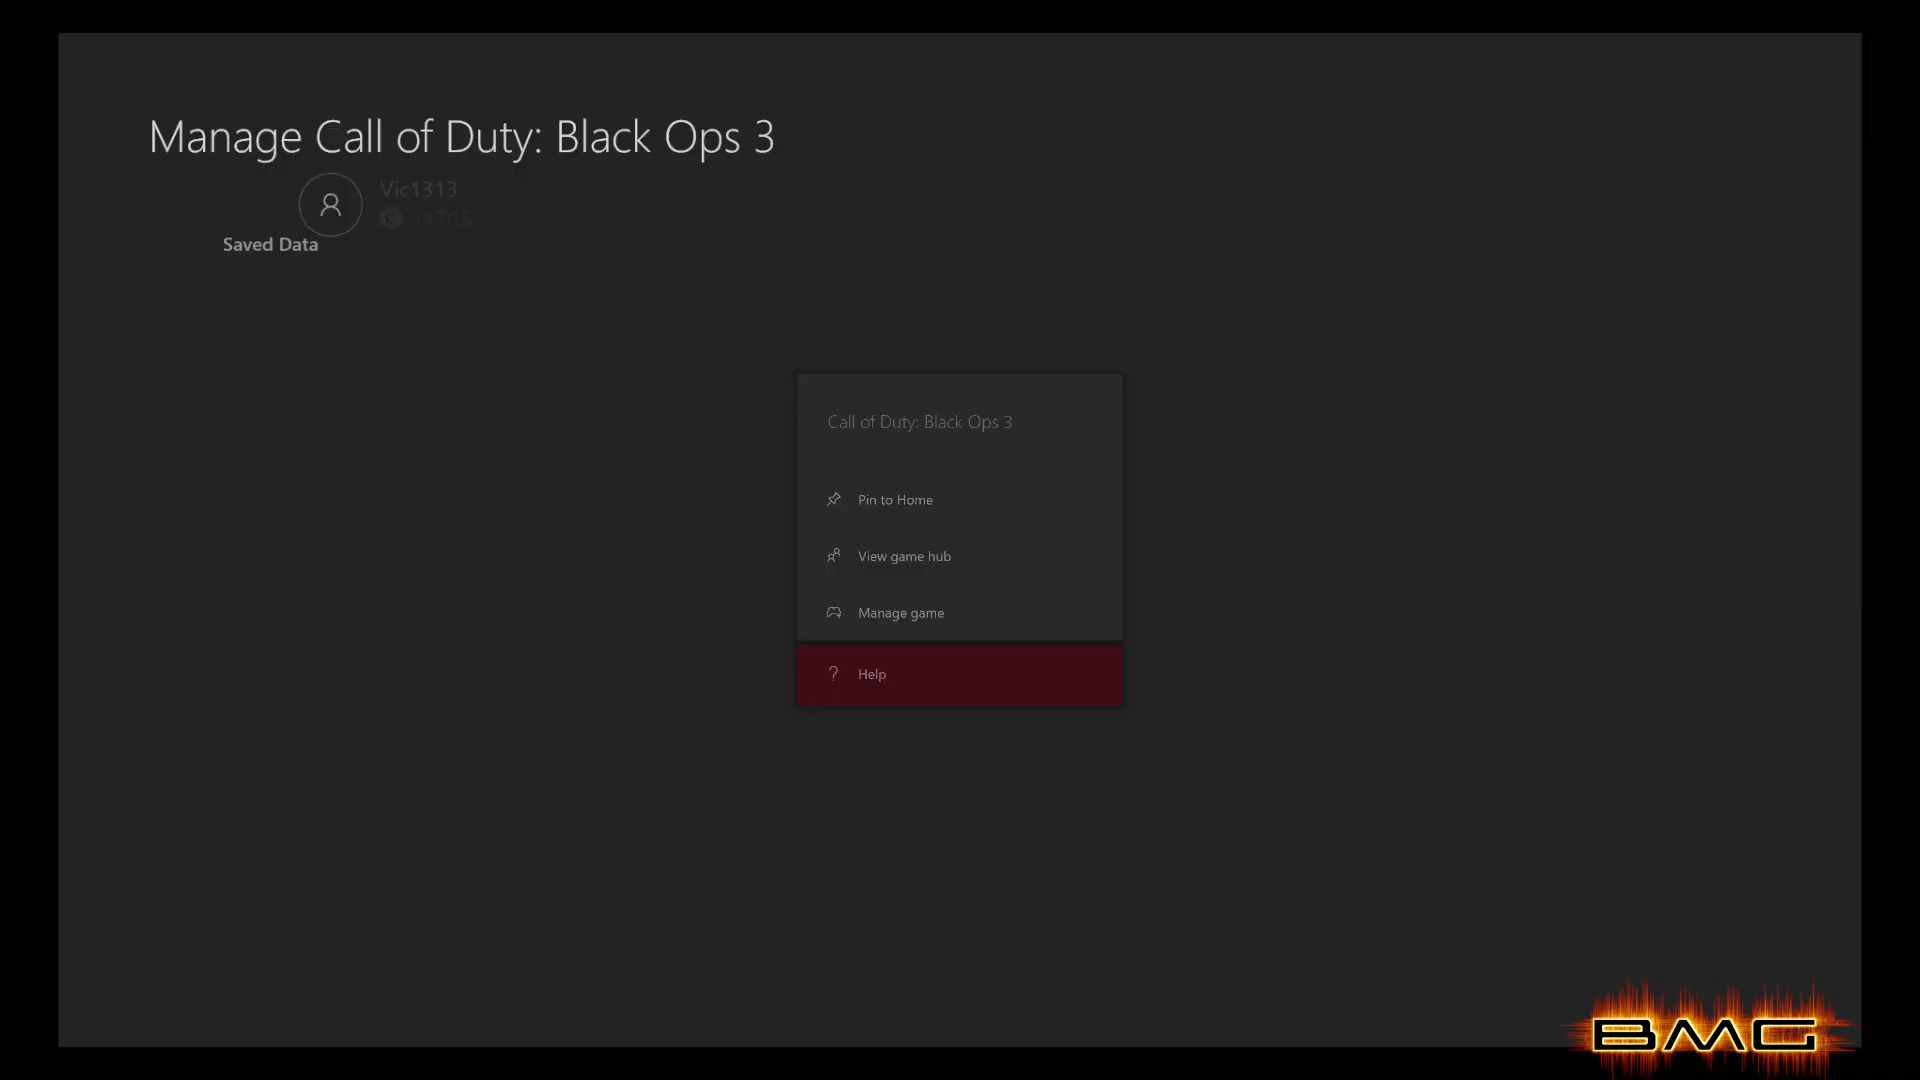 Manage Call of Duty: Black Ops 3
Vic1313
Saved Data
Call of Duty: Black Ops 3
Pin to Home
View game hub
Manage game
? Help
BMG